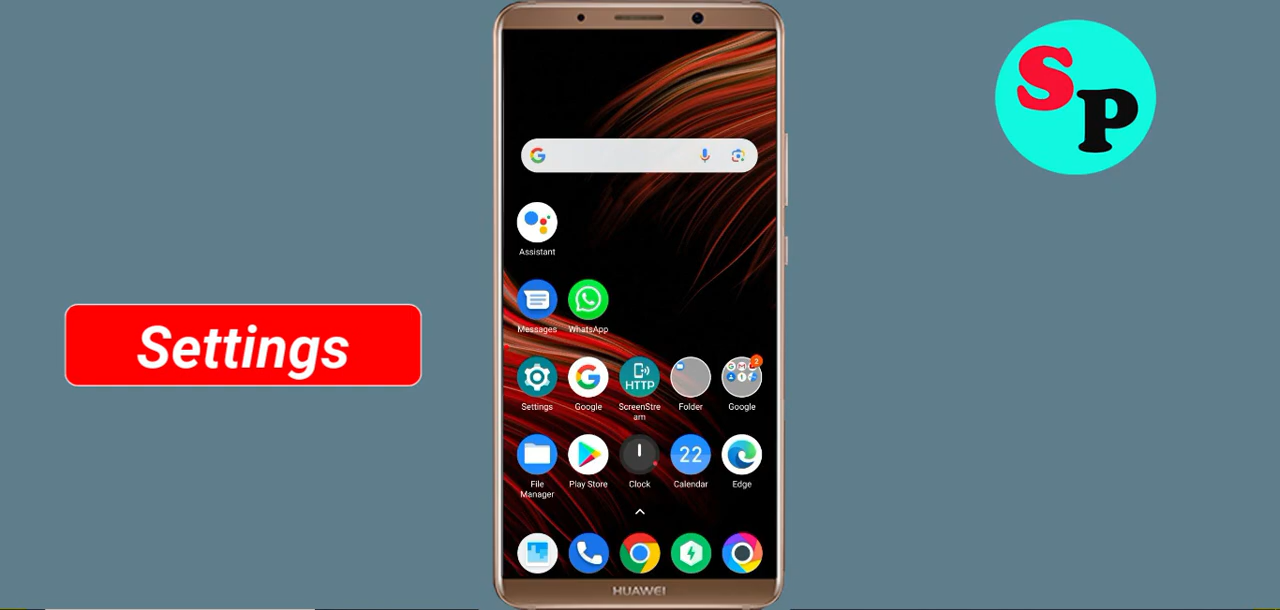 S
P
Assistant
Messages
WhatsApp
Settings
Settings
Google
HTTP
ScreenStre
am
Folder
2
Google
File
Manager
Play Store
Clock
22
Calendar
Edge
HUAWEI